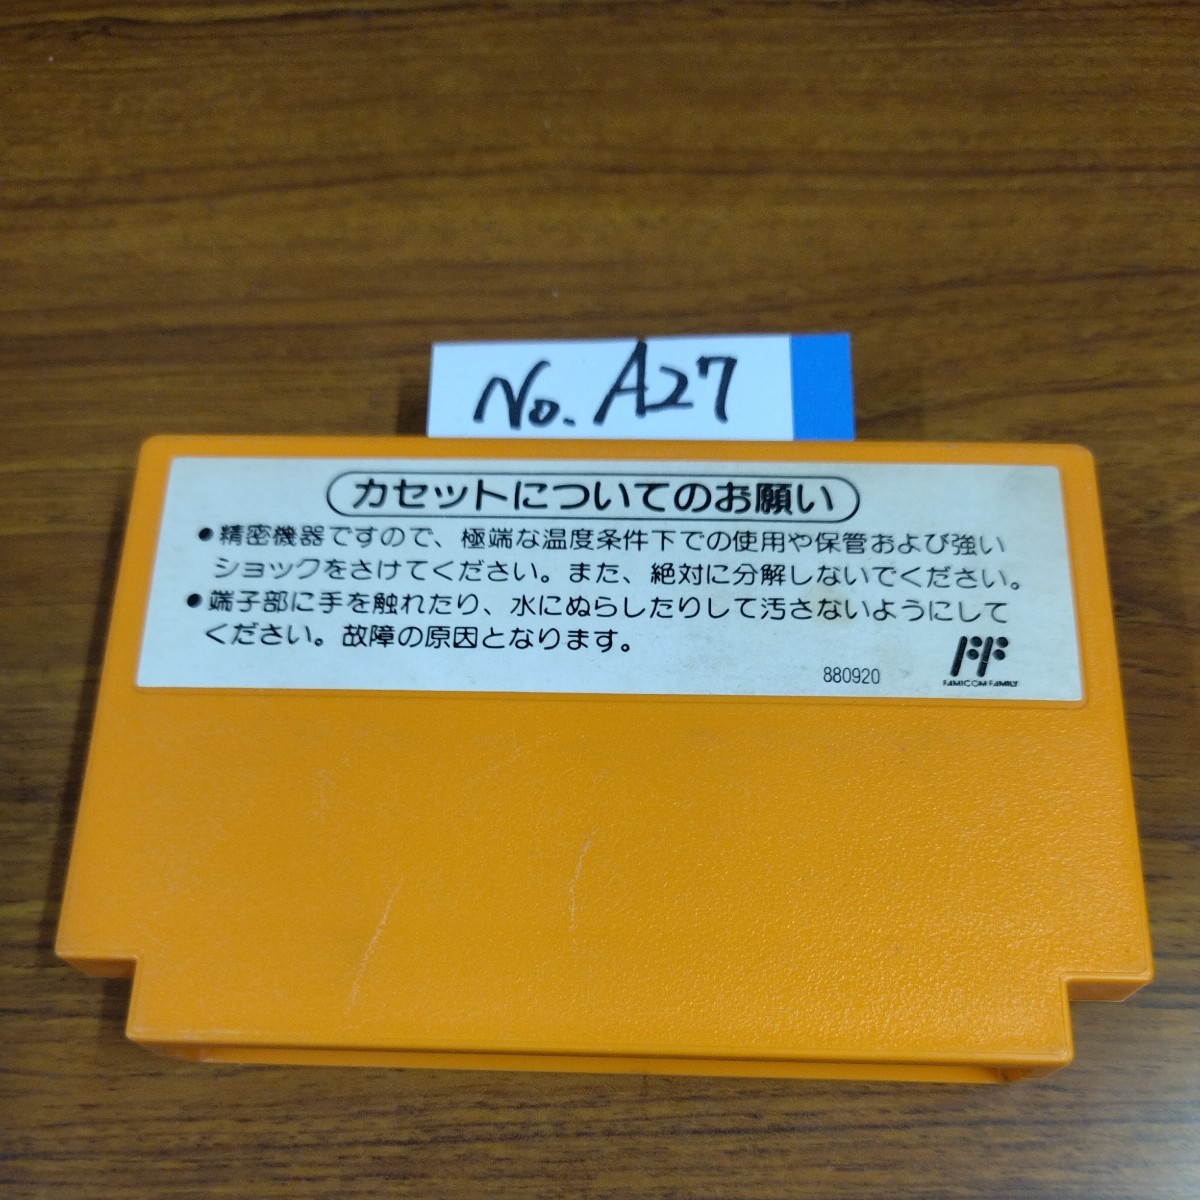 No. A27
カセットについてのお願い
●精密機器ですので、極端な温度条件下での使用や保管および強い
ショックをさけてください。また、絶対に分解しないでください。
●端子部に手を触れたり、水にぬらしたりして汚さないようにして
ください。故障の原因となります。
880920
FF
FAMICOM FAMILY